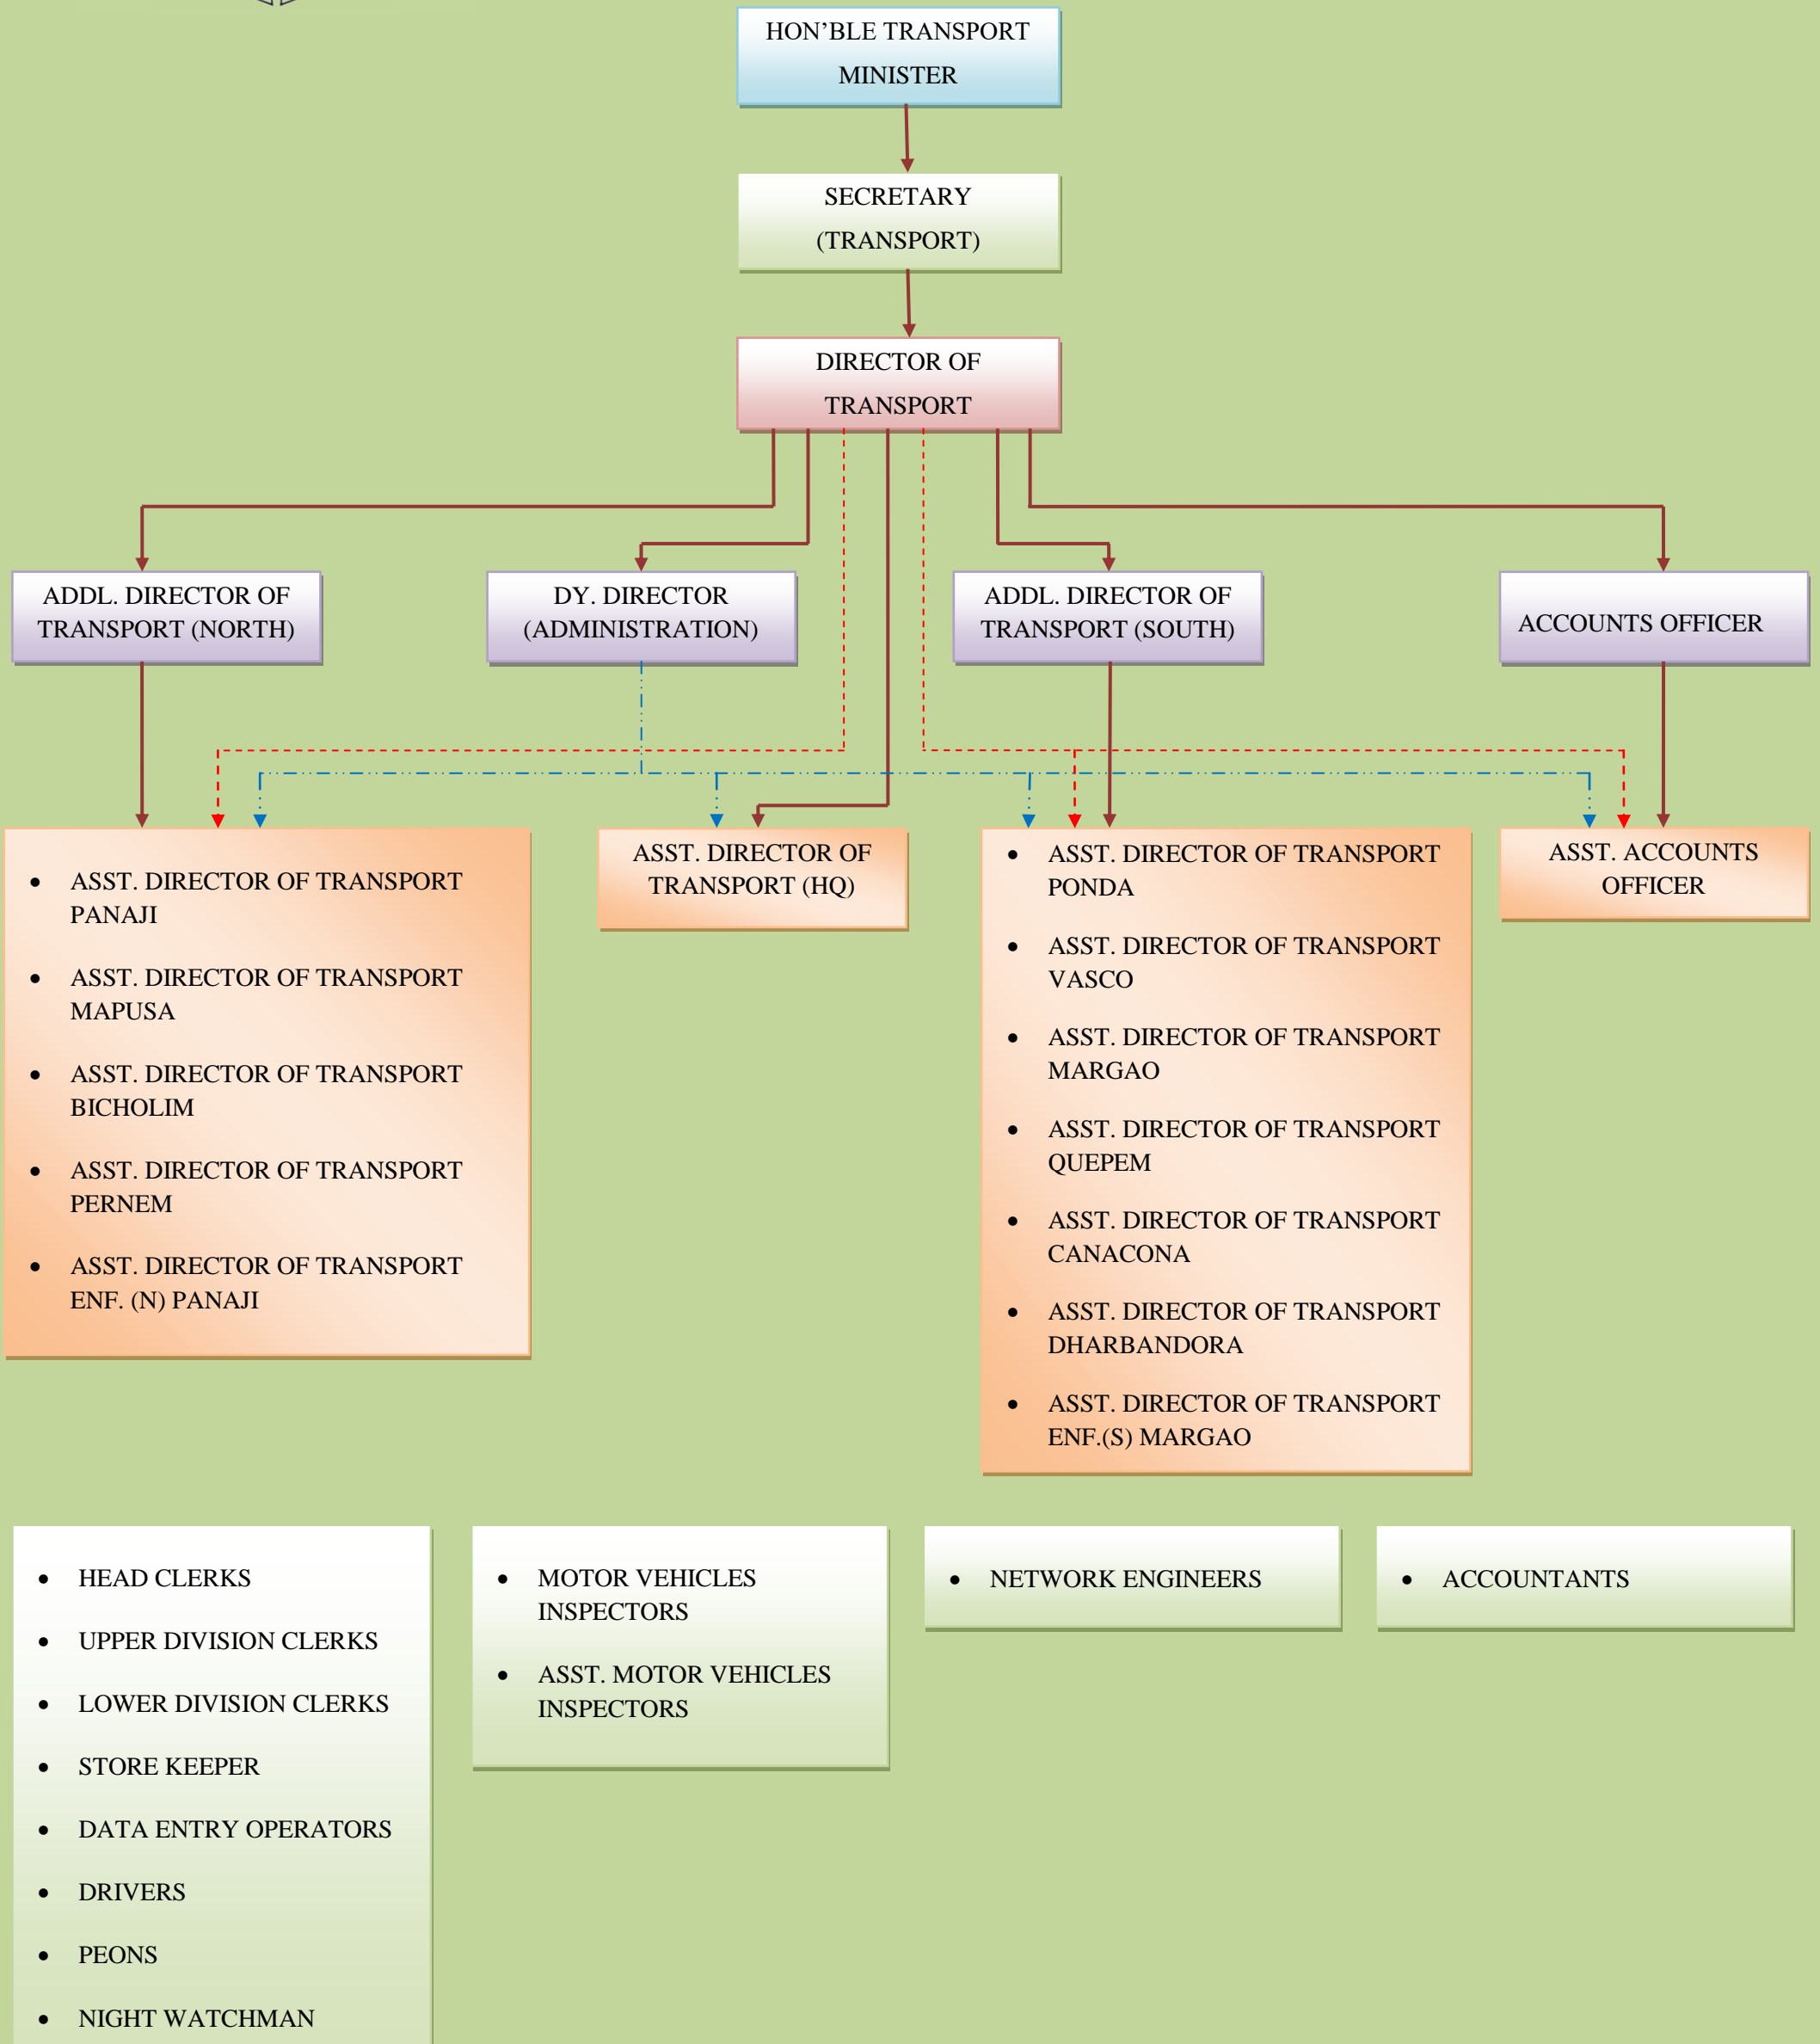 HON’BLE TRANSPORT
MINISTER
SECRETARY
(TRANSPORT)
DIRECTOR OF
TRANSPORT
ADDL. DIRECTOR OF
TRANSPORT (NORTH)
DY. DIRECTOR
(ADMINISTRATION)
ADDL. DIRECTOR OF
TRANSPORT (SOUTH)
ACCOUNTS OFFICER
• ASST. DIRECTOR OF TRANSPORT
PANAJI
• ASST. DIRECTOR OF TRANSPORT
MAPUSA
• ASST. DIRECTOR OF TRANSPORT
BICHOLIM
• ASST. DIRECTOR OF TRANSPORT
PERNEM
• ASST. DIRECTOR OF TRANSPORT
ENF. (N) PANAJI
ASST. DIRECTOR OF
TRANSPORT (HQ)
• ASST. DIRECTOR OF TRANSPORT
PONDA
• ASST. DIRECTOR OF TRANSPORT
VASCO
• ASST. DIRECTOR OF TRANSPORT
MARGAO
• ASST. DIRECTOR OF TRANSPORT
QUEPEM
• ASST. DIRECTOR OF TRANSPORT
CANACONA
• ASST. DIRECTOR OF TRANSPORT
DHARBANDORA
• ASST. DIRECTOR OF TRANSPORT
ENF.(S) MARGAO
ASST. ACCOUNTS
OFFICER
• HEAD CLERKS
• UPPER DIVISION CLERKS
• LOWER DIVISION CLERKS
• STORE KEEPER
• DATA ENTRY OPERATORS
• DRIVERS
• PEONS
• NIGHT WATCHMAN
• MOTOR VEHICLES
INSPECTORS
• ASST. MOTOR VEHICLES
INSPECTORS
• NETWORK ENGINEERS
• ACCOUNTANTS